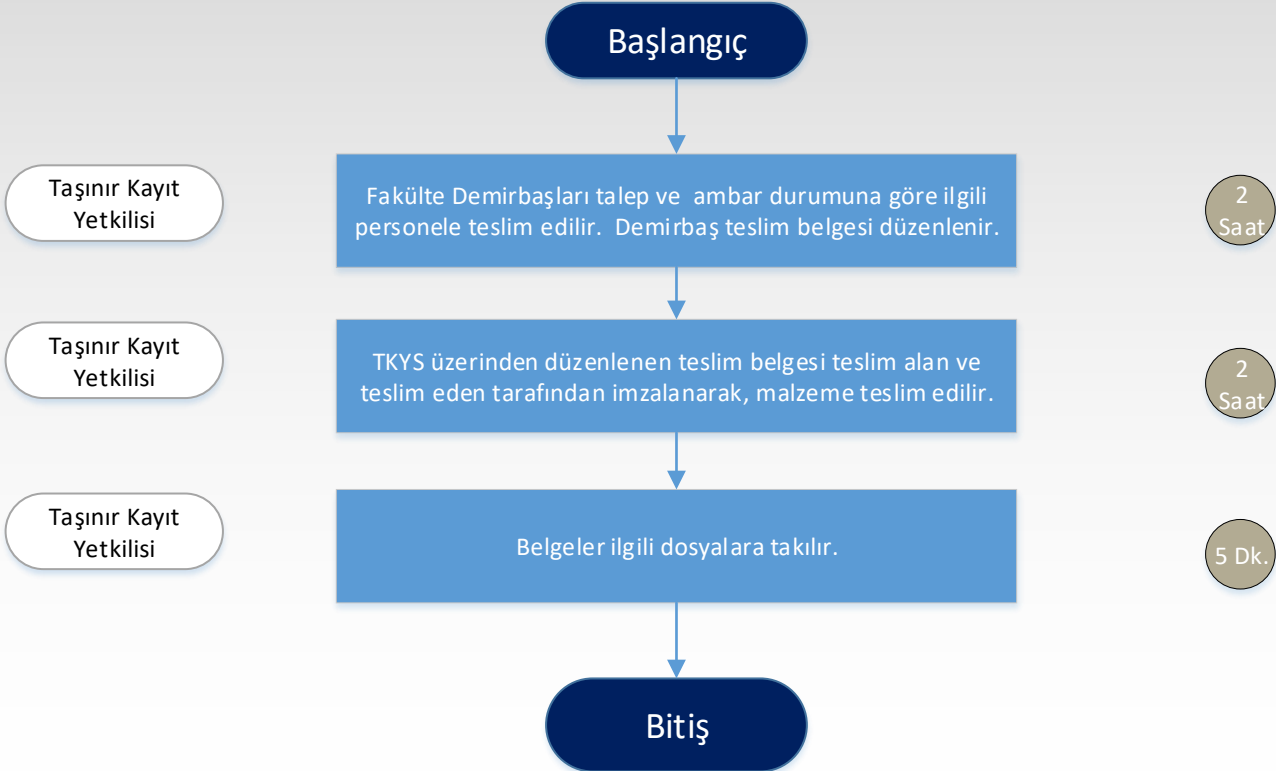 Başlangıç
Taşınır Kayıt
Yetkilisi
Fakülte Demirbaşları talep ve ambar durumuna göre ilgili
personele teslim edilir. Demirbaş teslim belgesi düzenlenir.
2
Saat
Taşınır Kayıt
Yetkilisi
TKYS üzerinden düzenlenen teslim belgesi teslim alan ve
teslim eden tarafından imzalanarak, malzeme teslim edilir.
2
Saat
Taşınır Kayıt
Yetkilisi
Belgeler ilgili dosyalara takılır.
5 Dk.
Bitiş